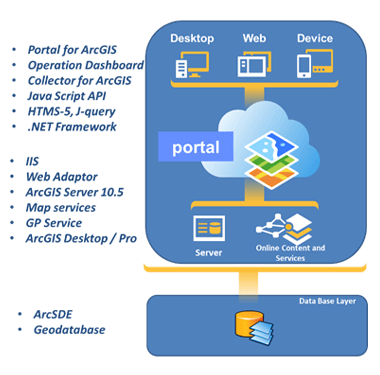 Portal for ArcGIS
Operation Dashboard
Collector for ArcGIS
Java Script API
HTMS-5, J-query
.NET Framework
IIS
Web Adaptor
ArcGIS Server 10.5
Map services
GP Service
ArcGIS Desktop / Pro
ArcSDE
Geodatabase
Desktop
Web
Device
portal
Server
Online Content and
Services
Data Base Layer